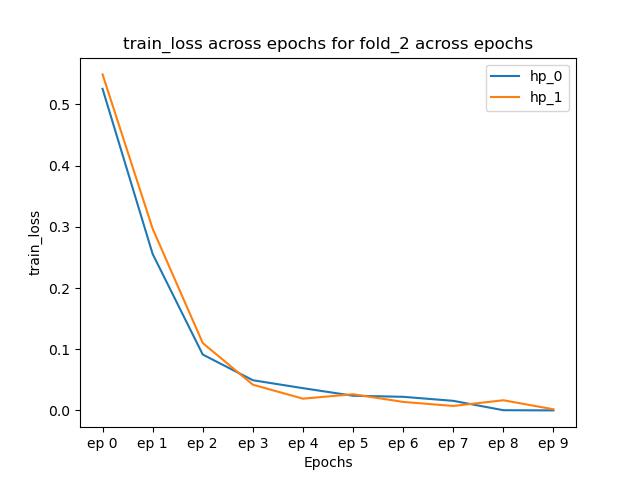 train_loss across epochs for fold_2 across epochs
hp_0
hp_1
train_loss
0.5
0.4
0.3
0.2
0.1
0.0
ep 0 ep 1 ep 2 ep 3 ep 4 ep 5 ep 6 ep 7 ep 8 ep 9
Epochs